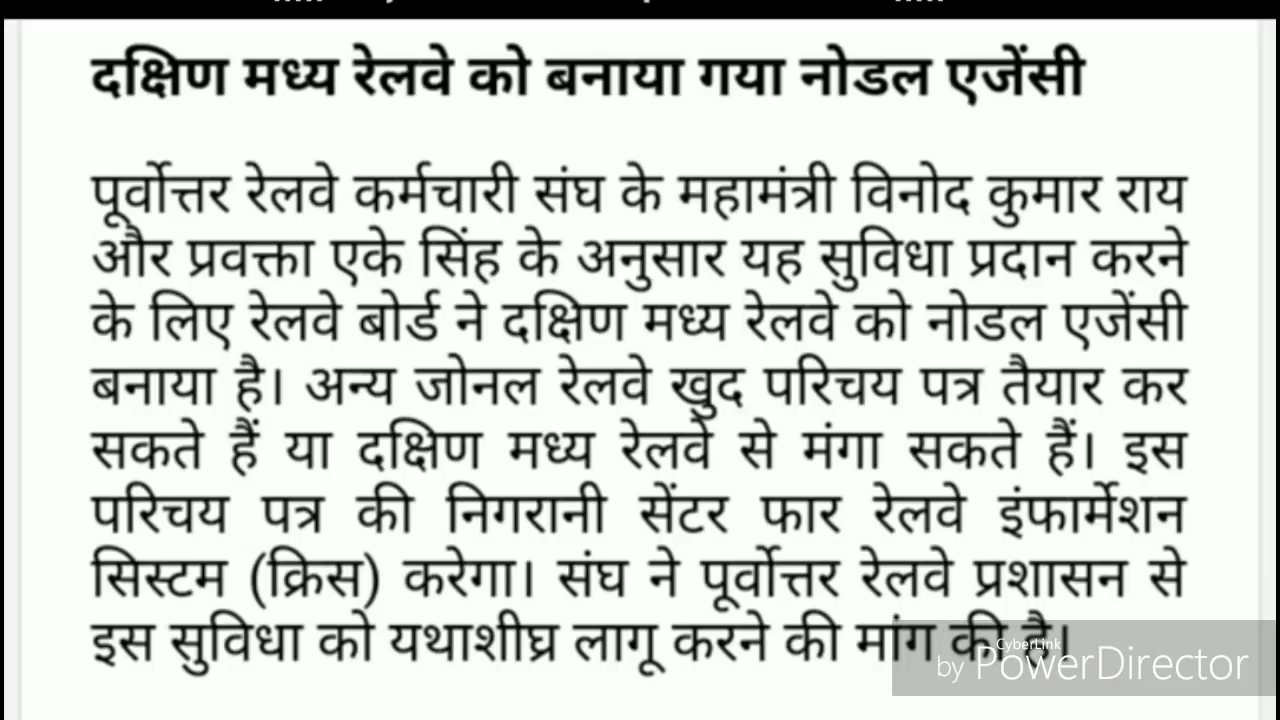 दक्षिण मध्य रेलवे को बनाया गया नोडल एजेंसी
पूर्वोत्तर रेलवे कर्मचारी संघ के महामंत्री विनोद कुमार राय
और प्रवक्ता एके सिंह के अनुसार यह सुविधा प्रदान करने
के लिए रेलवे बोर्ड ने दक्षिण मध्य रेलवे को नोडल एजेंसी
बनाया है। अन्य जोनल रेलवे खुद परिचय पत्र तैयार कर
सकते हैं या दक्षिण मध्य रेलवे से मंगा सकते हैं। इस
परिचय पत्र की निगरानी सेंटर फार रेलवे इंफार्मेशन
सिस्टम (क्रिस) करेगा। संघ ने पूर्वोत्तर रेलवे प्रशासन से
इस सुविधा को यथाशीघ्र लागू करने की मांग की है।
CyberLink
by PowerDirector